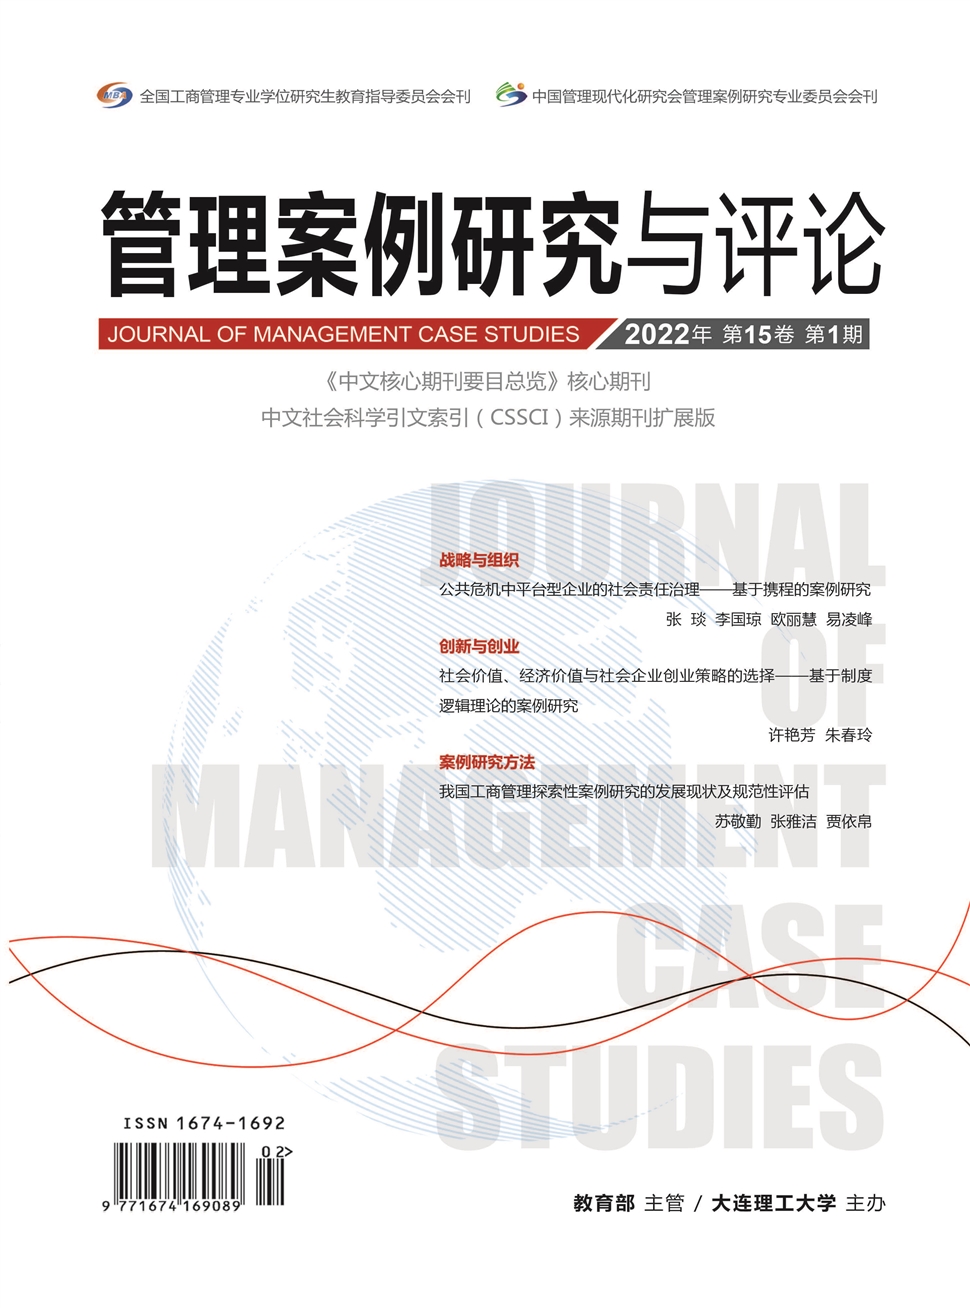 MBA 全国工商管理专业学位研究生教育指导委员会会刊 中国管理现代化研究会管理案例研究专业委员会会刊
管理案例研究与评论
JOURNAL OF MANAGEMENT CASE STUDIES 2022年 第15卷 第1期
《中文核心期刊要目总览》核心期刊
中文社会科学引文索引（CSSCI）来源期刊扩展版
JOURNAL
战略与组织
公共危机中平台型企业的社会责任治理——基于携程的案例研究
张 琰 李国琼 欧丽慧 易凌峰
OF
创新与创业
社会价值、经济价值与社会企业创业策略的选择——基于制度
逻辑理论的案例研究
许艳芳 朱春玲
MANAGEMENT
案例研究方法
我国工商管理探索性案例研究的发展现状及规范性评估
苏敬勤 张雅洁 贾依帛
CASE
STUDIES
ISSN 1674-1692
02>
9 771674 169089
教育部 主管 / 大连理工大学 主办